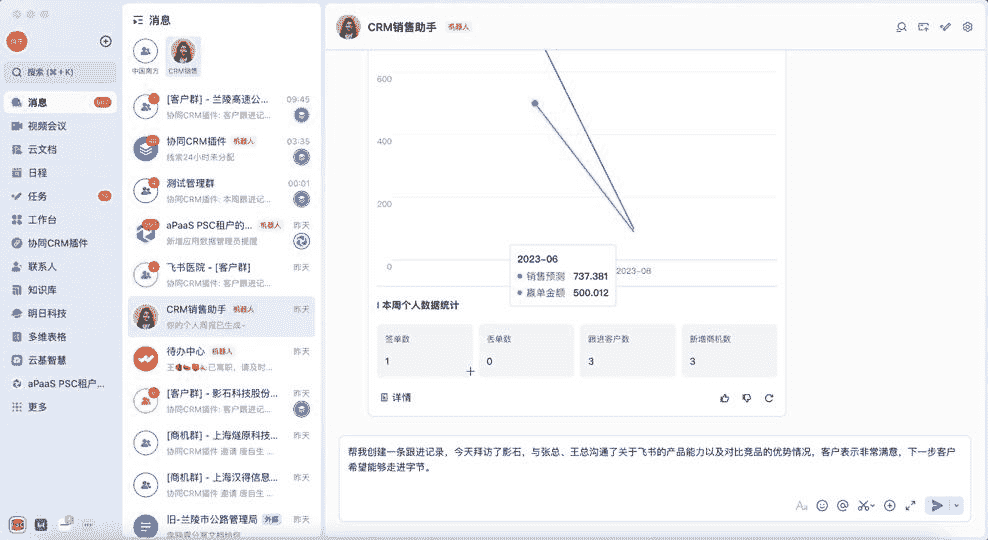 搜索 (⌘+K)
消息
视频会议
云文档
日程
任务
工作台
协同CRM插件
联系人
知识库
明日科技
多维表格
云基智慧
aPaaS PSC租户...
更多
消息
中国南方
CRM销售
[客户群] - 兰陵高速公... 09:45
协同CRM插件: 客户跟进记...
协同CRM插件 机器人 03:35
线索24小时未分配
测试管理群 00:01
协同CRM插件: 本周跟进记...
aPaaS PSC租户的... 机器人 昨天
新增应用数据管理员提醒
飞书医院 - [客户群] 昨天
协同CRM插件: 客户跟进记...
CRM销售助手 机器人 昨天
你的个人周报已生成~
待办中心 机器人 昨天
已离职，请及时...
[客户群] - 影石科技股份... 昨天
协同CRM插件: 客户跟进记...
[商机群] - 上海燧原科技... 昨天
协同CRM插件 邀请 唐自生 ...
[商机群] - 上海汉得信息... 昨天
协同CRM插件 邀请 唐自生 ...
旧-兰陵市公路管理局 外部 昨天
CRM销售助手 机器人
600
400
200
0
2023-08
2023-06
销售预测 737.381
赢单金额 500.012
本周个人数据统计
签单数
1
丢单数
0
跟进客户数
3
新增商机数
3
详情
帮我创建一条跟进记录，今天拜访了影石，与张总、王总沟通了关于飞书的产品能力以及对比竞品的优势情况，客户表示非常满意，下一步客户
希望能够走进字节。
Aa